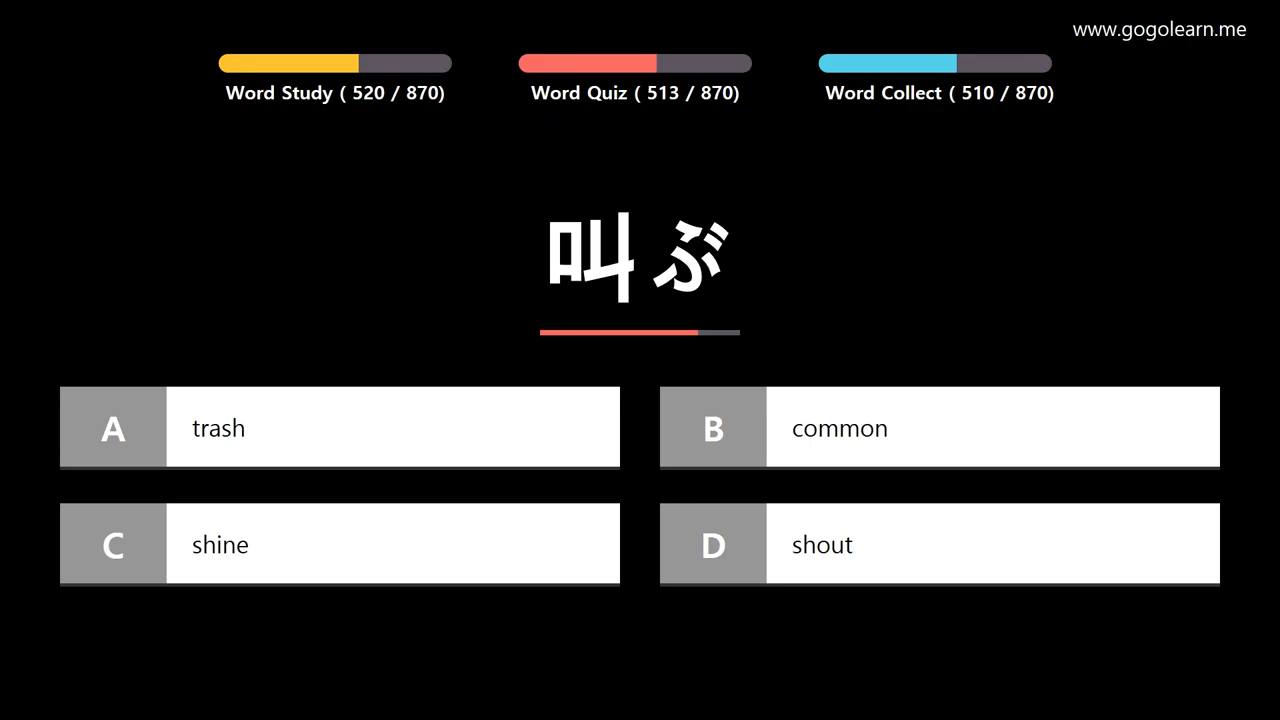 www.gogolearn.me
Word Study ( 520 / 870)
Word Quiz ( 513 / 870)
Word Collect ( 510 / 870)
叫ぶ
A trash
B common
C shine
D shout